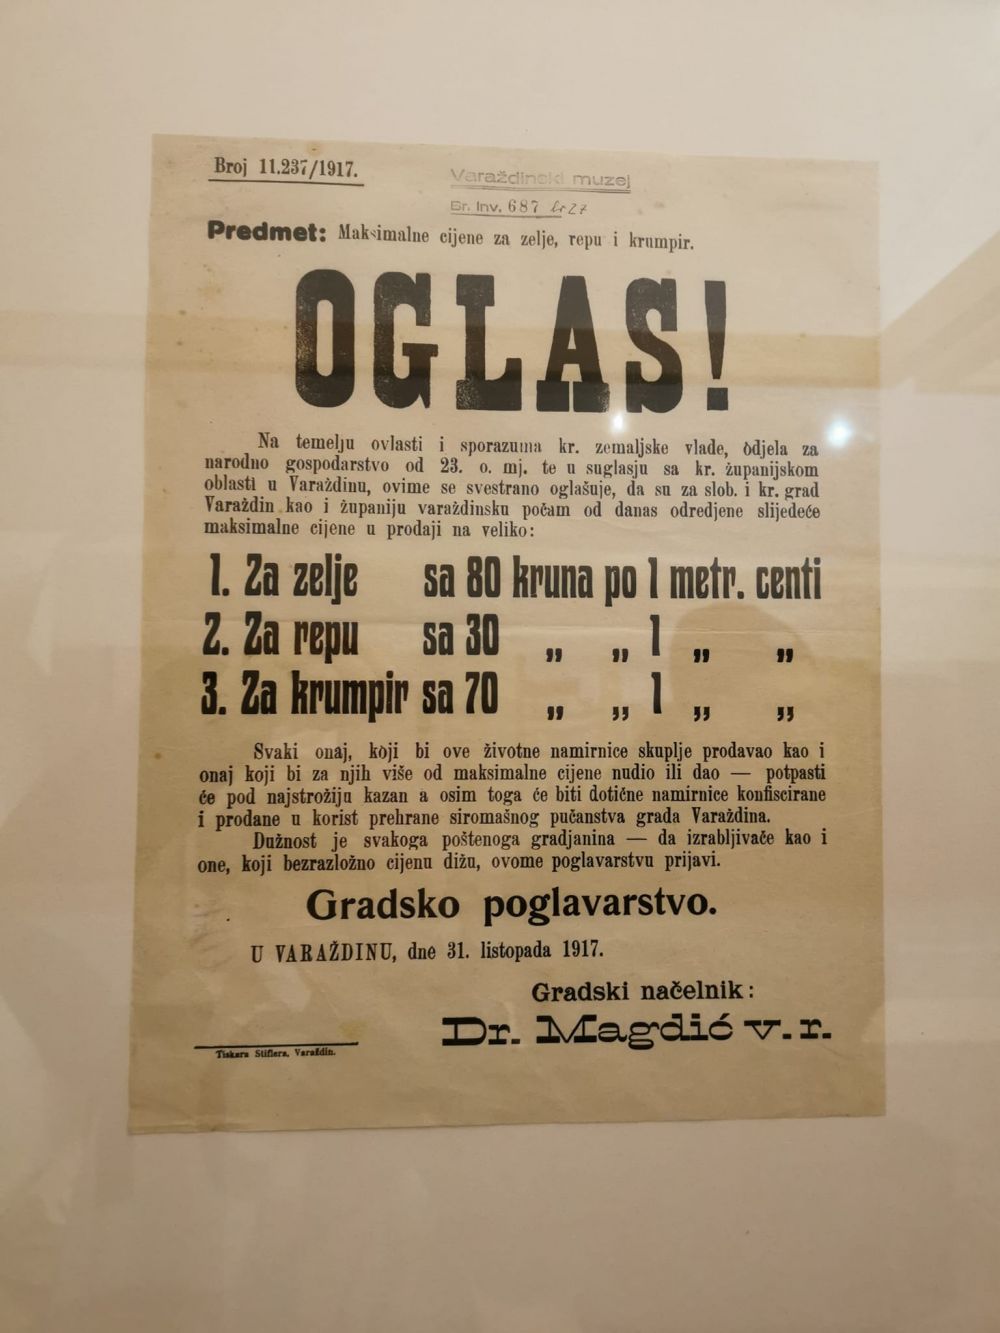 Broj 11.237/1917.
Varaždinski muzej
Br. Inv. 687
Predmet: Maksimalne cijene za zelje, repu i krumpir.
OGLAS!
Na temelju ovlasti i sporazuma kr. zemaljske vlade, odjela za
narodno gospodarstvo od 23. o. mj. te u suglasju sa kr. županijskom
oblasti u Varaždinu, ovime se svestrano oglašuje, da su za slob. i kr. grad
Varaždin kao i županiju varaždinsku počam od danas odredjene slijedeće
maksimalne cijene u prodaji na veliko:
1. Za zelje sa 80 kruna po 1 metr. centi
2. Za repu sa 30 „ „ 1 „ „
3. Za krumpir sa 70 „ „ 1 „ „
Svaki onaj, koji bi ove životne namirnice skuplje prodavao kao i
onaj koji bi za njih više od maksimalne cijene nudio ili dao — potpasti
će pod najstrožiju kazan a osim toga će biti dotične namirnice konfiscirane
i prodane u korist prehrane siromašnog pučanstva grada Varaždina.
Dužnost je svakoga poštenoga gradjanina — da izrabljivače kao i
one, koji bezrazložno cijenu dižu, ovome poglavarstvu prijavi.
Gradsko poglavarstvo.
U VARAŽDINU, dne 31. listopada 1917.
Gradski načelnik:
Dr. Magdić v. r.
Tiskara Stiflera, Varaždin.